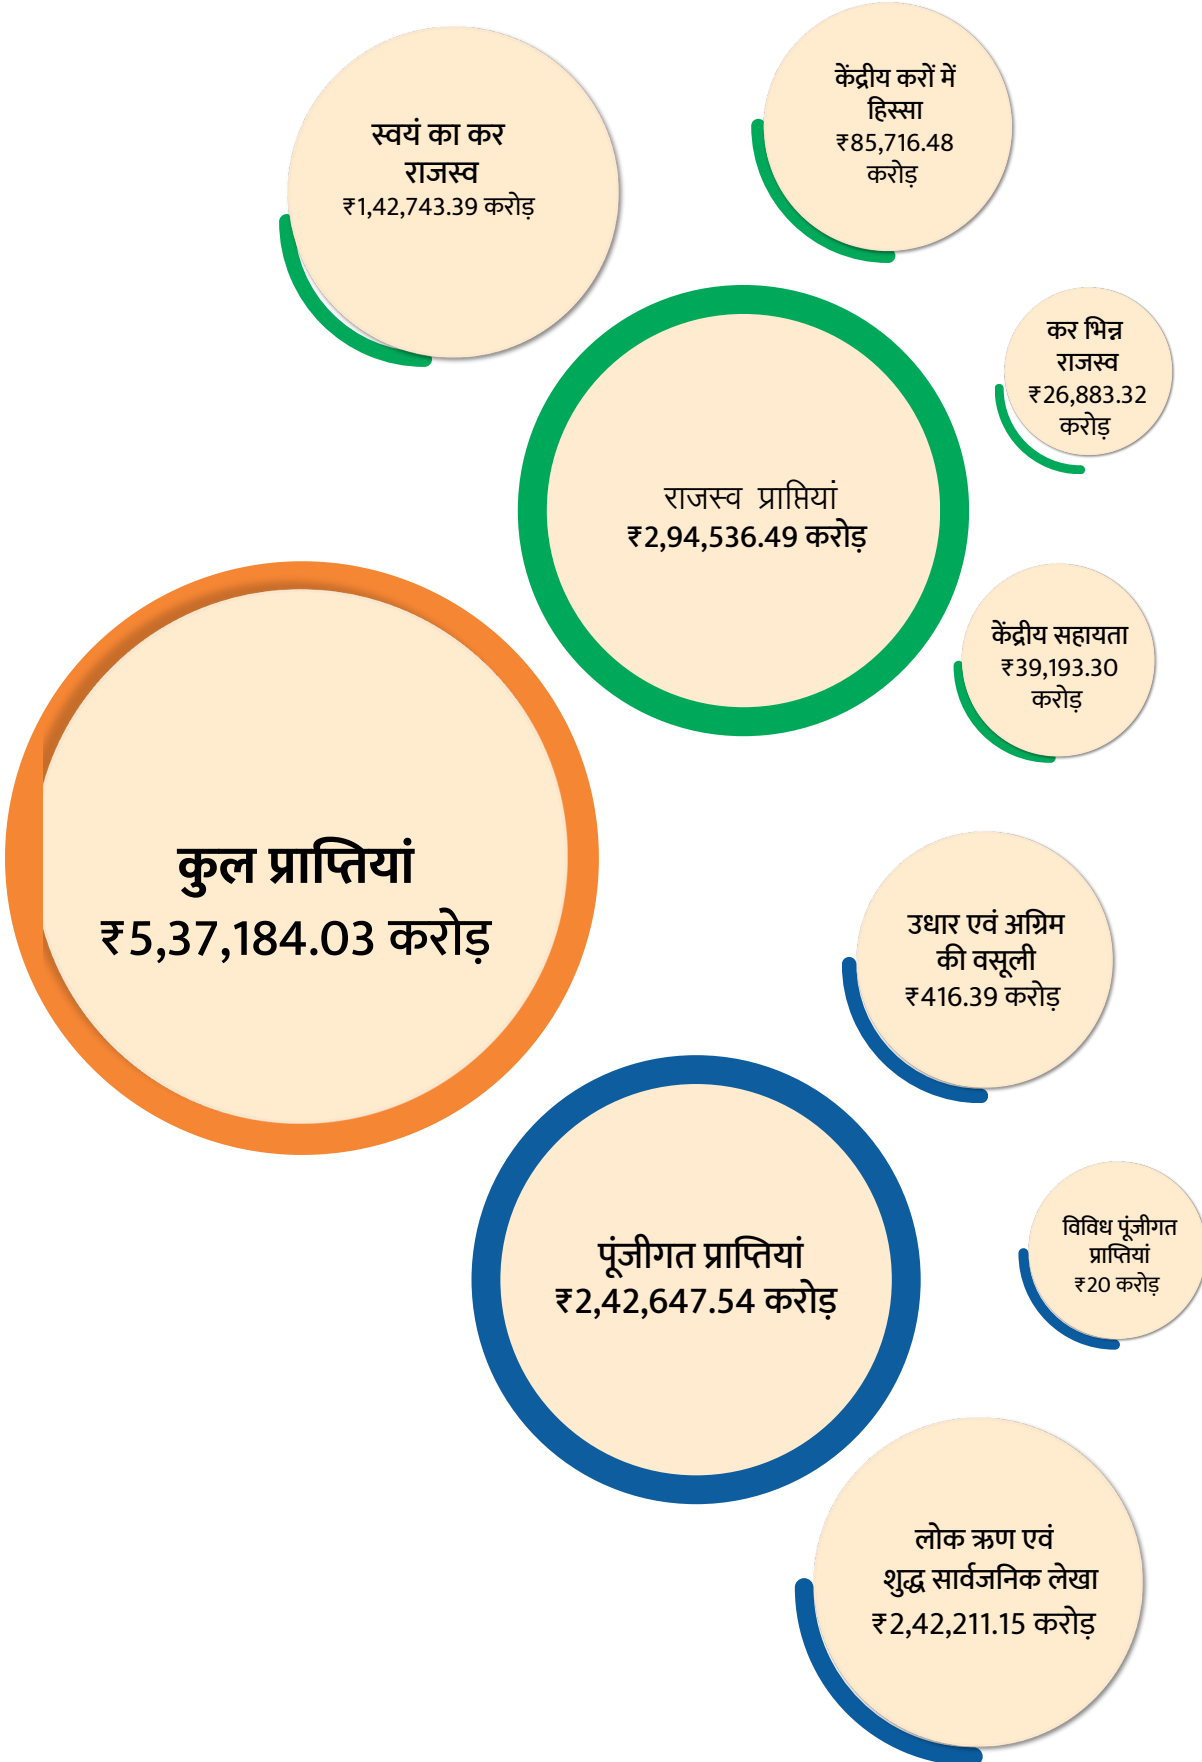 स्वयं का कर
राजस्व
₹1,42,743.39 करोड़
केंद्रीय करों में
हिस्सा
₹85,716.48
करोड़
कर भिन्न
राजस्व
₹26,883.32
करोड़
राजस्व प्राप्तियां
₹2,94,536.49 करोड़
केंद्रीय सहायता
₹39,193.30
करोड़
कुल प्राप्तियां
₹5,37,184.03 करोड़
उधार एवं अग्रिम
की वसूली
₹416.39 करोड़
पूंजीगत प्राप्तियां
₹2,42,647.54 करोड़
विविध पूंजीगत
प्राप्तियां
₹20 करोड़
लोक ऋण एवं
शुद्ध सार्वजनिक लेखा
₹2,42,211.15 करोड़